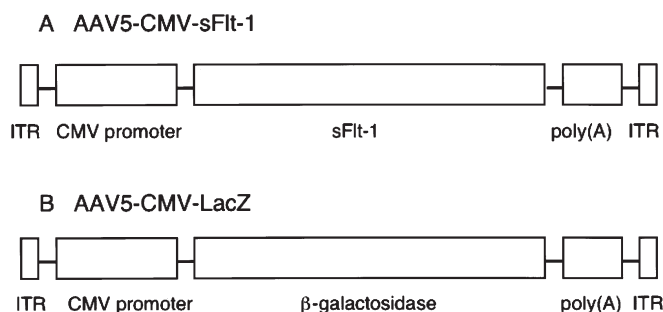 A AAV5-CMV-sFlt-1
ITR CMV promoter sFlt-1 poly(A) ITR
B AAV5-CMV-LacZ
ITR CMV promoter β-galactosidase poly(A) ITR